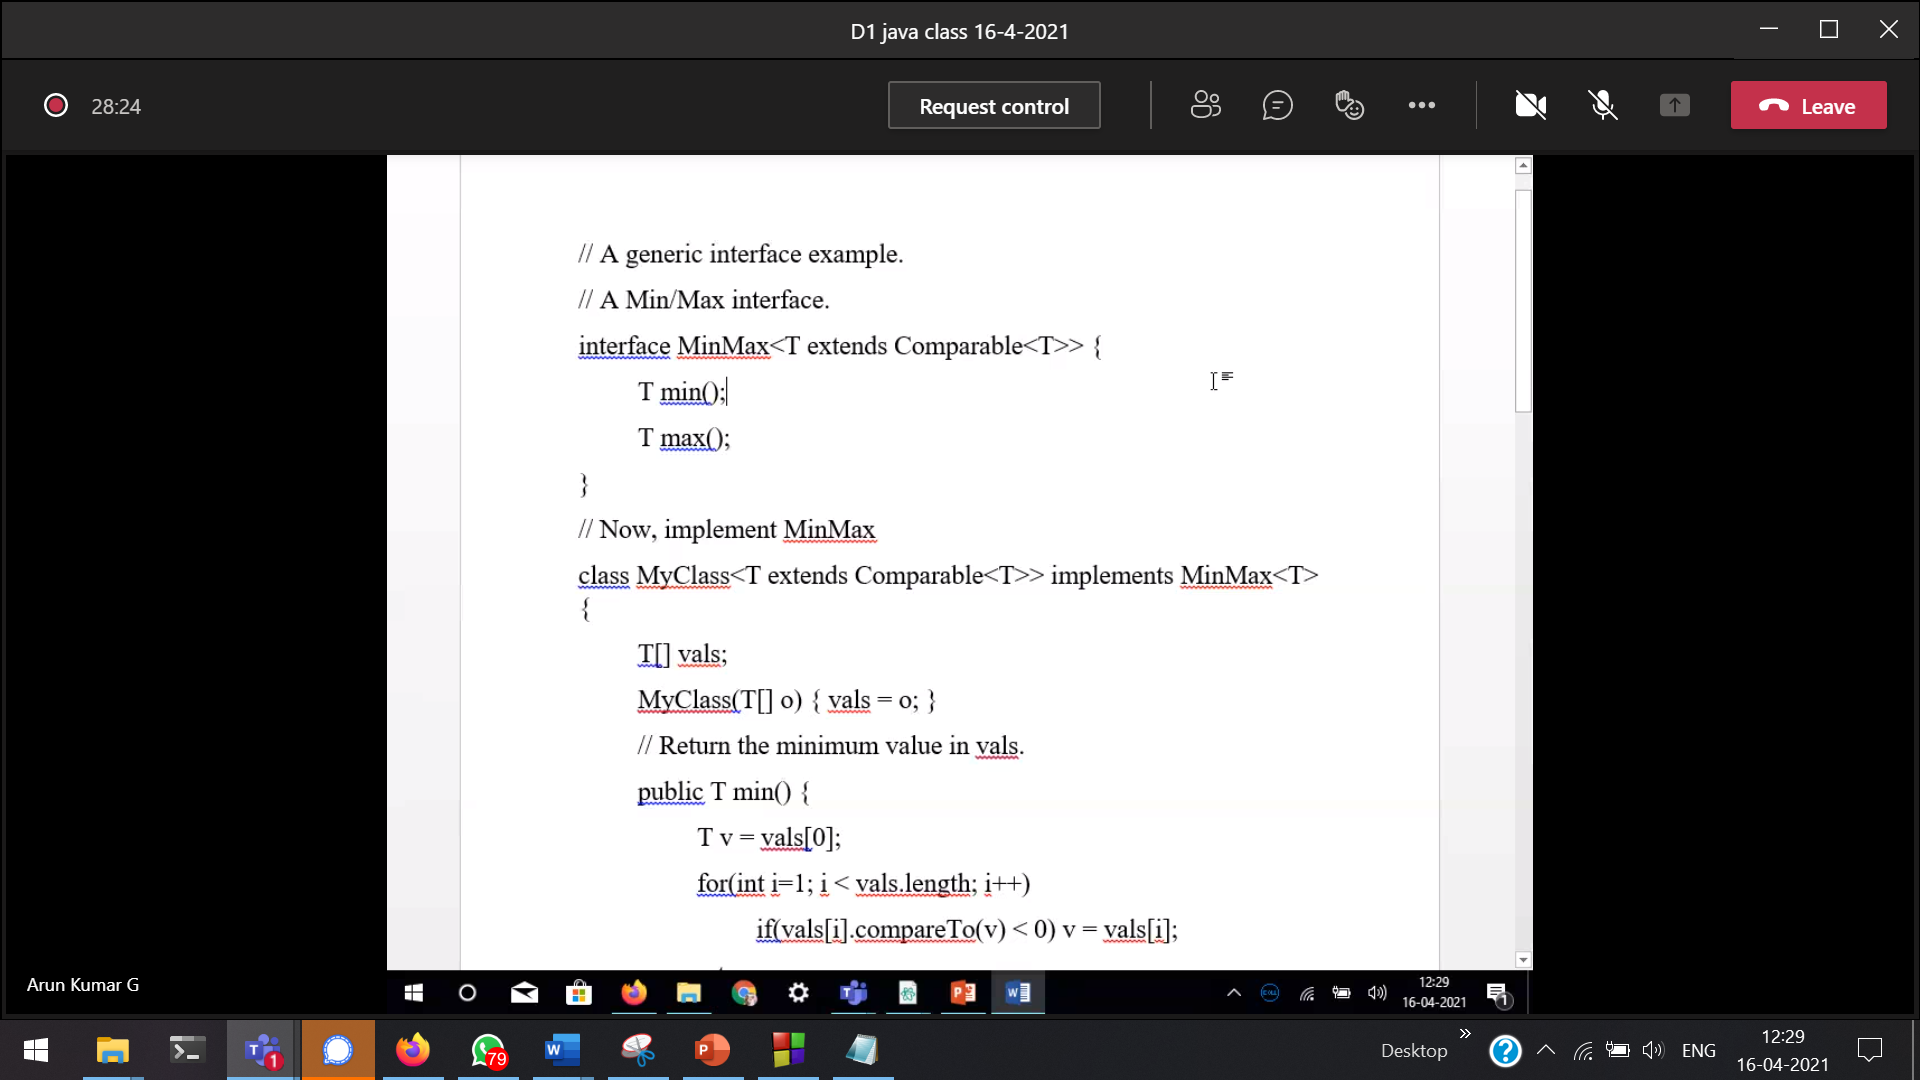 D1 java class 16-4-2021
28:24
Request control
Leave
// A generic interface example.
// A Min/Max interface.
interface MinMax<T extends Comparable<T>> {
T min();
T max();
}
// Now, implement MinMax
class MyClass<T extends Comparable<T>> implements MinMax<T>
{
T[] vals;
MyClass(T[] o) { vals = o; }
// Return the minimum value in vals.
public T min() {
T v = vals[0];
for(int i=1; i < vals.length; i++)
if(vals[i].compareTo(v) < 0) v = vals[i];
Arun Kumar G
12:29
16-04-2021
1
1
79
Desktop
ENG
12:29
16-04-2021